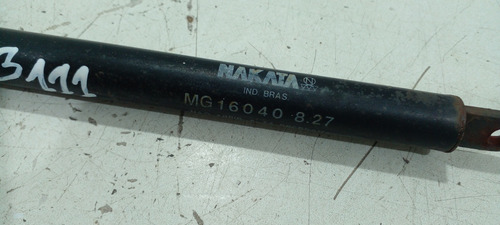 3111
NAKATA
IND BRAS
MG16040 8.27